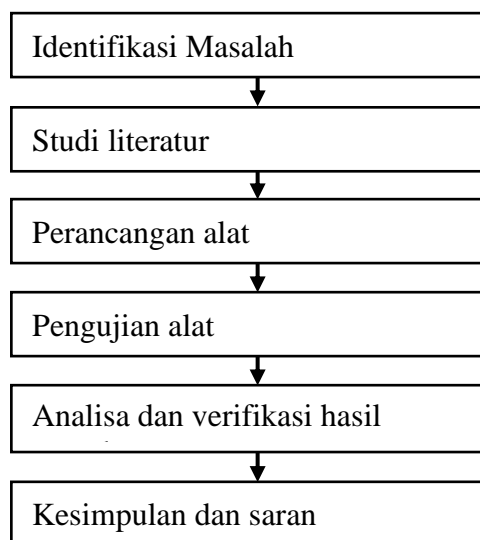 Identifikasi Masalah
Studi literatur
Perancangan alat
Pengujian alat
Analisa dan verifikasi hasil
Kesimpulan dan saran